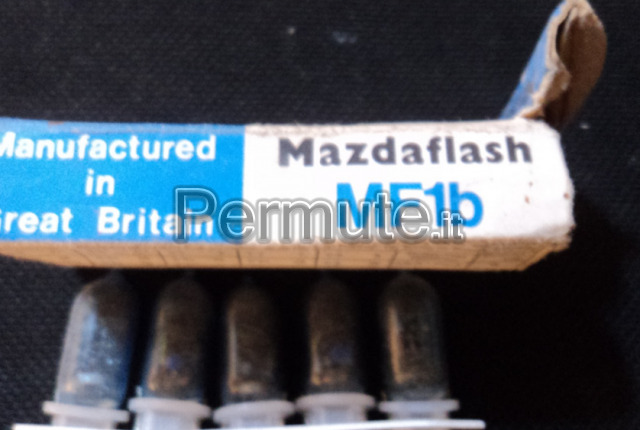 Manufactured
in
Great Britain
Mazdaflash
MF1b
Permute.it